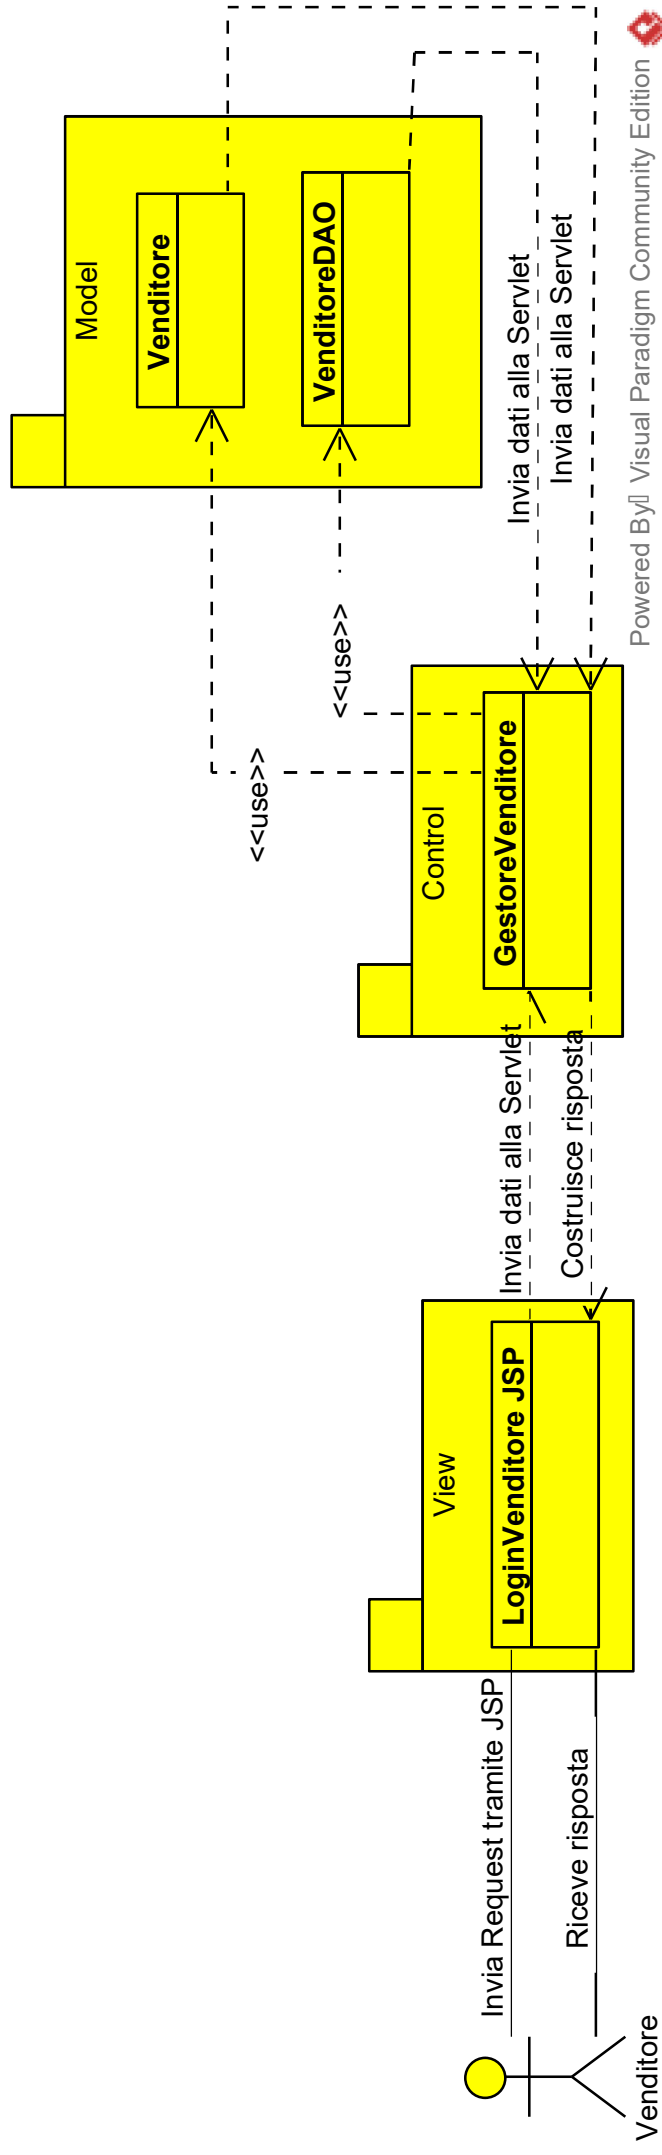 Venditore
Invia Request tramite JSP
Riceve risposta
View
LoginVenditore JSP
Invia dati alla Servlet
Costruisce risposta
Control
GestoreVenditore
<<use>>
<<use>>
Model
Venditore
VenditoreDAO
Invia dati alla Servlet
Invia dati alla Servlet
Powered By Visual Paradigm Community Edition